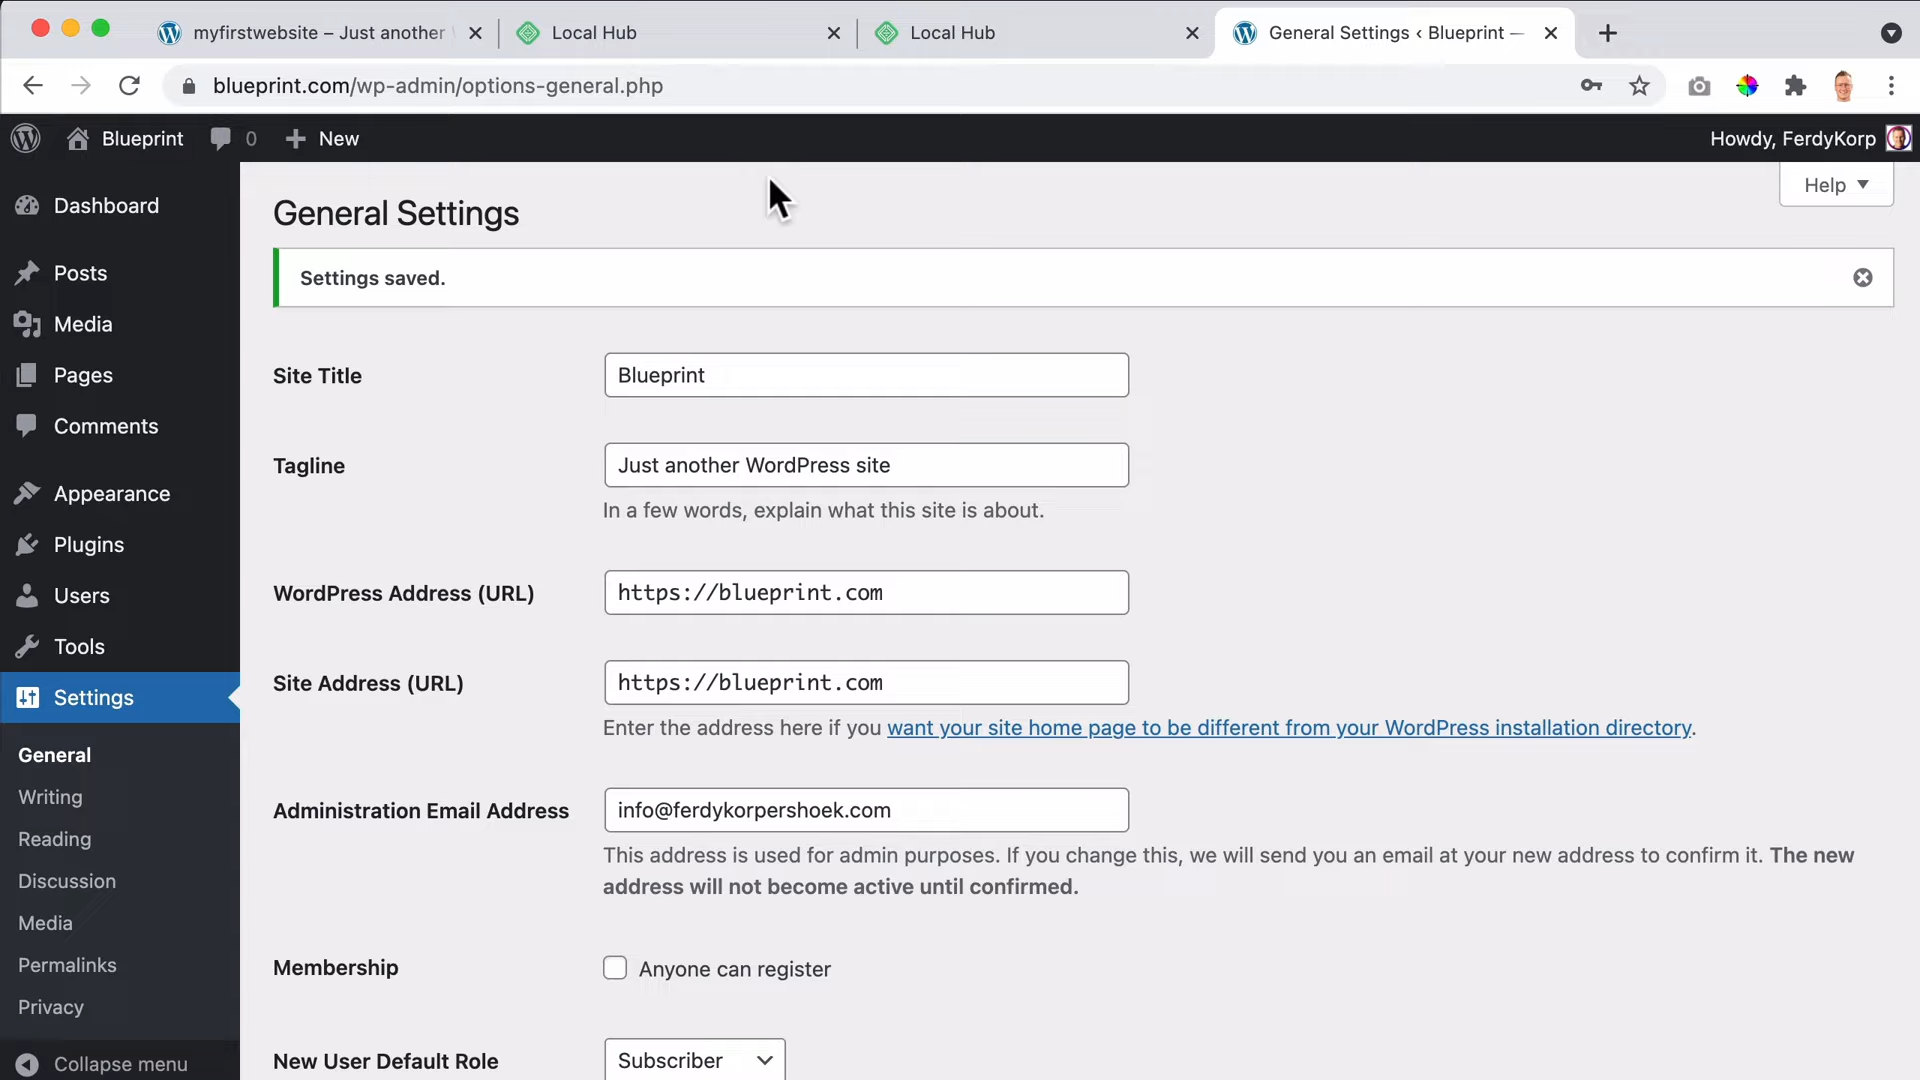 myfirstwebsite – Just another
Local Hub
Local Hub
General Settings ‹ Blueprint —
blueprint.com/wp-admin/options-general.php
Blueprint
0
New
Howdy, FerdyKorp
Help
Dashboard
Posts
Media
Pages
Comments
Appearance
Plugins
Users
Tools
Settings
General
Writing
Reading
Discussion
Media
Permalinks
Privacy
Collapse menu
General Settings
Settings saved.
Site Title
Blueprint
Tagline
Just another WordPress site
In a few words, explain what this site is about.
WordPress Address (URL)
https://blueprint.com
Site Address (URL)
https://blueprint.com
Enter the address here if you want your site home page to be different from your WordPress installation directory.
Administration Email Address
info@ferdykorpershoek.com
This address is used for admin purposes. If you change this, we will send you an email at your new address to confirm it. The new
address will not become active until confirmed.
Membership
Anyone can register
New User Default Role
Subscriber